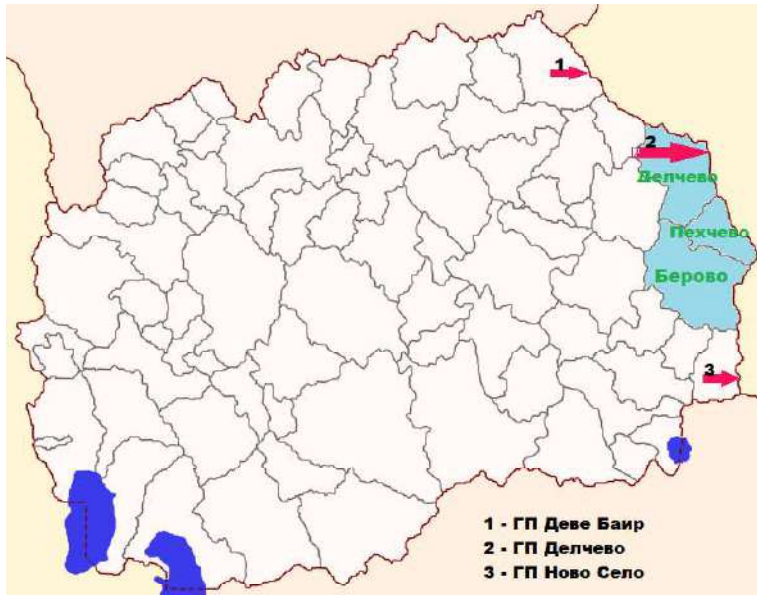 1
2
Делчево
Пехчево
Берово
3
1 - ГП Деве Баир
2 - ГП Делчево
3 - ГП Ново Село